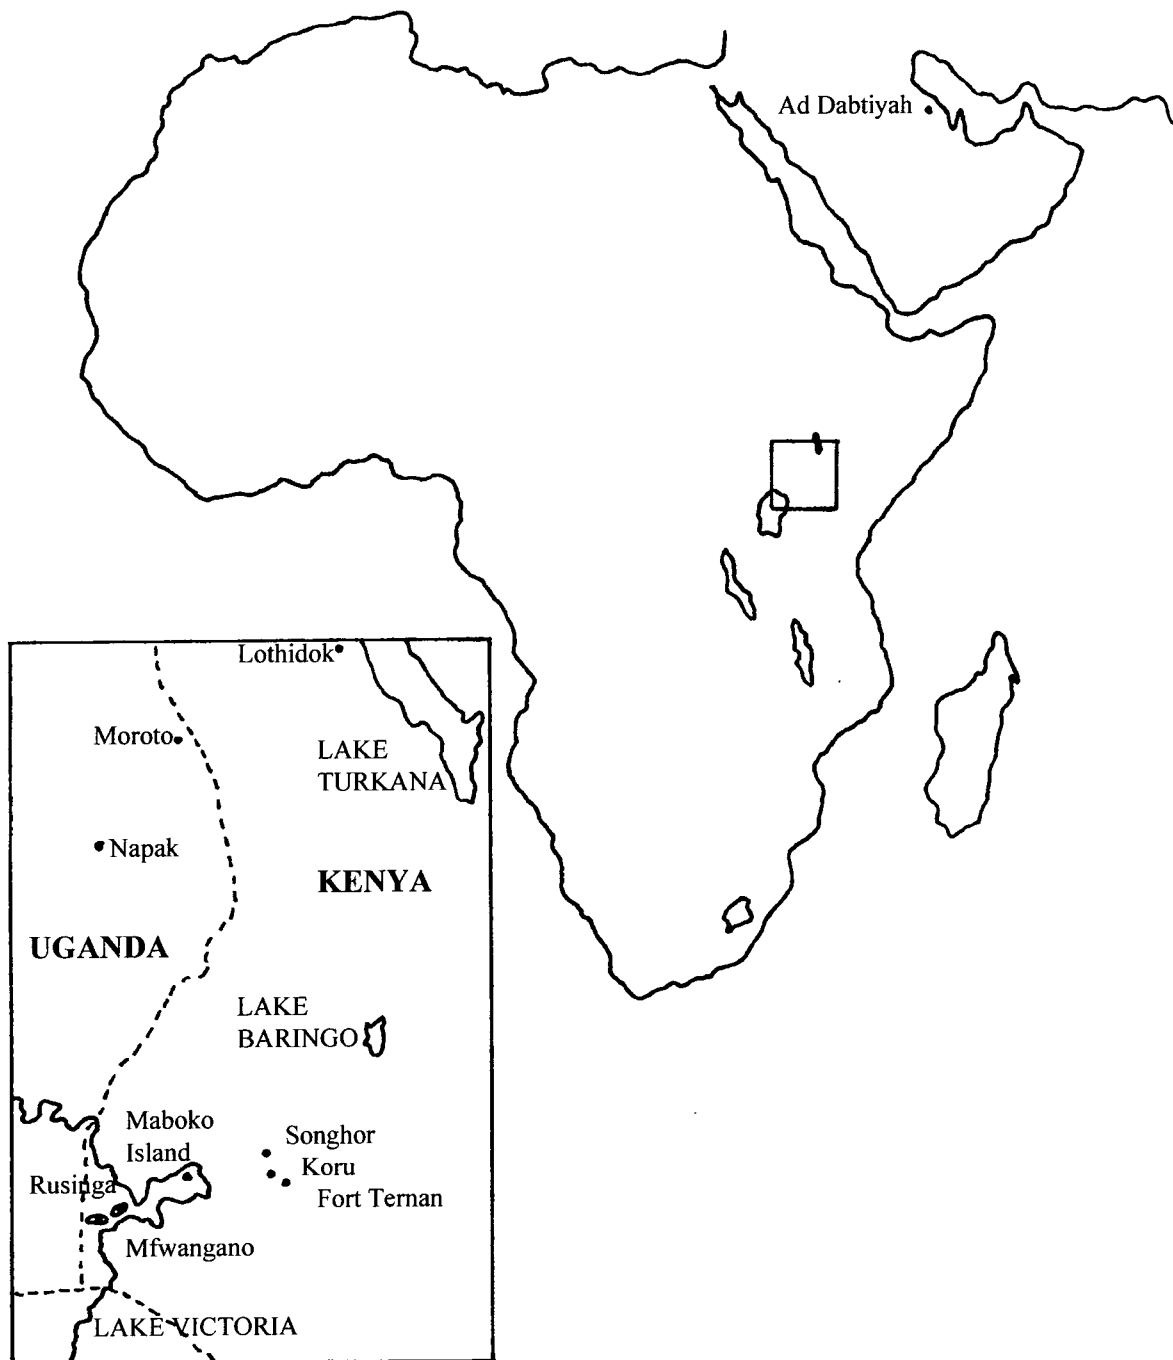 Ad Dabtiyah
Lothidok
Moroto
LAKE
TURKANA
Napak
KENYA
UGANDA
LAKE
BARINGO
Maboko
Island
Songhor
Koru
Fort Ternan
Rusinga
Mfwangano
LAKE VICTORIA